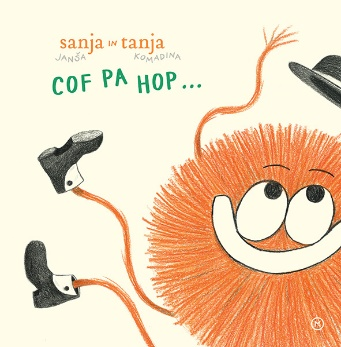 sanja IN tanja
JANŠA KOMADINA
COF PA HOP...
M